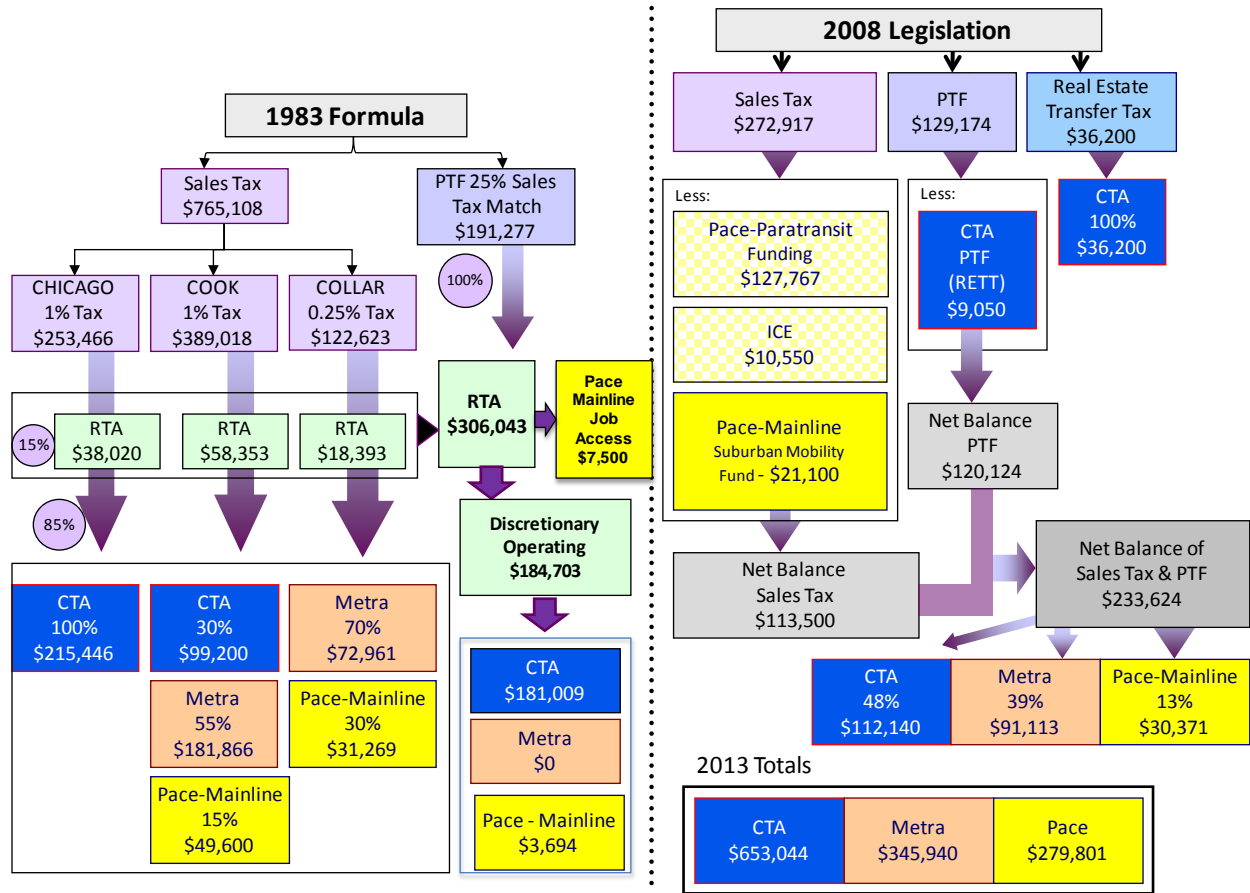 1983 Formula
Sales Tax
$765,108
PTF 25% Sales
Tax Match
$191,277
100%
CHICAGO
1% Tax
$253,466
COOK
1% Tax
$389,018
COLLAR
0.25% Tax
$122,623
15%
RTA
$38,020
RTA
$58,353
RTA
$18,393
RTA
$306,043
Pace
Mainline
Job
Access
$7,500
85%
Discretionary
Operating
$184,703
CTA
100%
$215,446
CTA
30%
$99,200
Metra
70%
$72,961
Metra
55%
$181,866
Pace-Mainline
30%
$31,269
Pace-Mainline
15%
$49,600
CTA
$181,009
Metra
$0
Pace - Mainline
$3,694
2008 Legislation
Sales Tax
$272,917
PTF
$129,174
Real Estate
Transfer Tax
$36,200
Less:
Pace-Paratransit
Funding
$127,767
ICE
$10,550
Pace-Mainline
Suburban Mobility
Fund - $21,100
Less:
CTA
PTF
(RETT)
$9,050
CTA
100%
$36,200
Net Balance
PTF
$120,124
Net Balance
Sales Tax
$113,500
Net Balance of
Sales Tax & PTF
$233,624
CTA
48%
$112,140
Metra
39%
$91,113
Pace-Mainline
13%
$30,371
2013 Totals
CTA
$653,044
Metra
$345,940
Pace
$279,801